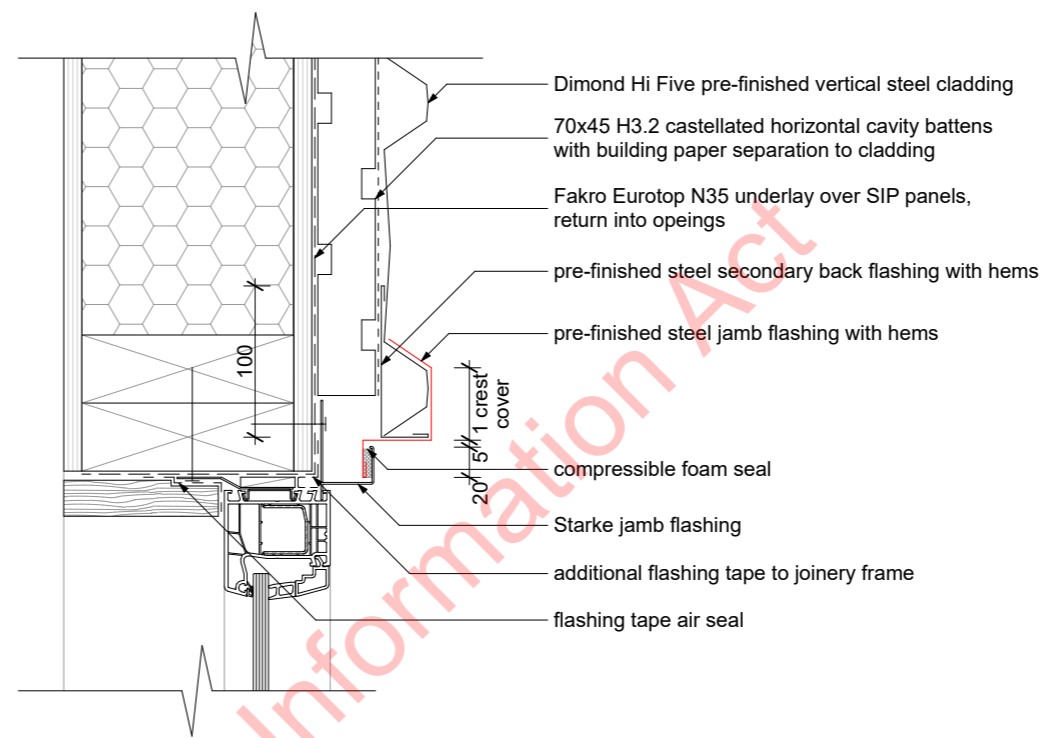 Dimond Hi Five pre-finished vertical steel cladding
70x45 H3.2 castellated horizontal cavity battens
with building paper separation to cladding
Fakro Eurotop N35 underlay over SIP panels,
return into opeings
pre-finished steel secondary back flashing with hems
pre-finished steel jamb flashing with hems
100
1 crest
cover
5
20
compressible foam seal
Starke jamb flashing
additional flashing tape to joinery frame
flashing tape air seal
Information Act